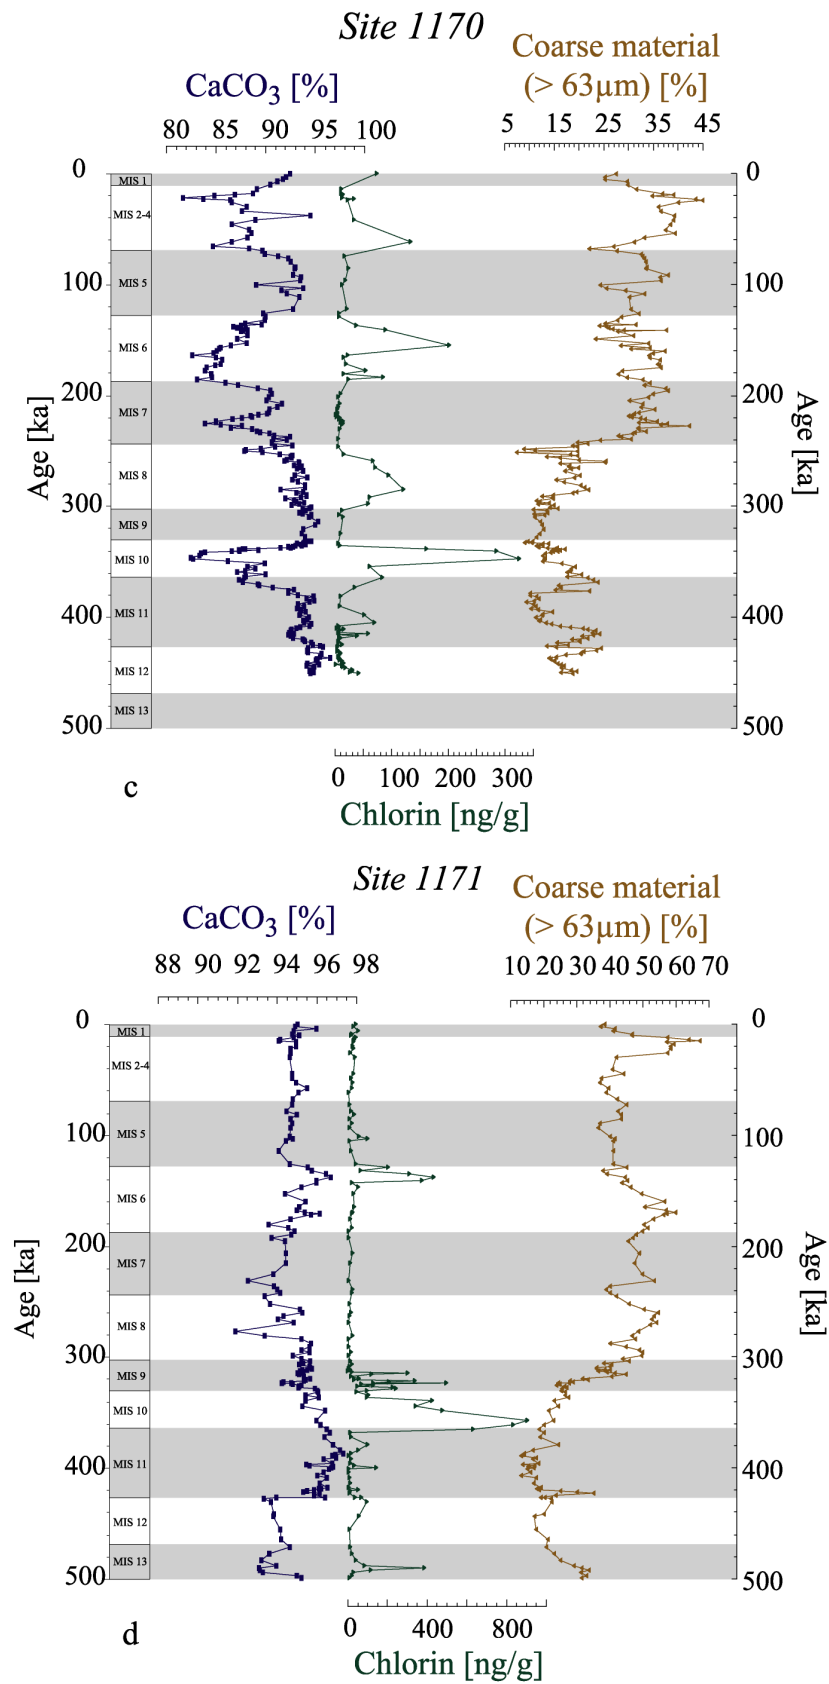 Site 1170
Coarse material
CaCO3 [%]
(> 63µm) [%]
80 85 90 95 100
5 15 25 35 45
0 MIS 1 0
MIS 2-4
100 MIS 5 100
MIS 6
200 MIS 7 200
Age [ka]
Age [ka]
MIS 8
300 MIS 9 300
MIS 10
400 MIS 11 400
MIS 12
500 MIS 13 500
0 100 200 300
c
Chlorin [ng/g]
Site 1171
Coarse material
CaCO3 [%]
(> 63µm) [%]
88 90 92 94 96 98
10 20 30 40 50 60 70
0 MIS 1 0
MIS 2-4
100 MIS 5 100
MIS 6
200 MIS 7 200
Age [ka]
Age [ka]
MIS 8
300 MIS 9 300
MIS 10
400 MIS 11 400
MIS 12
500 MIS 13 500
0 400 800
d
Chlorin [ng/g]